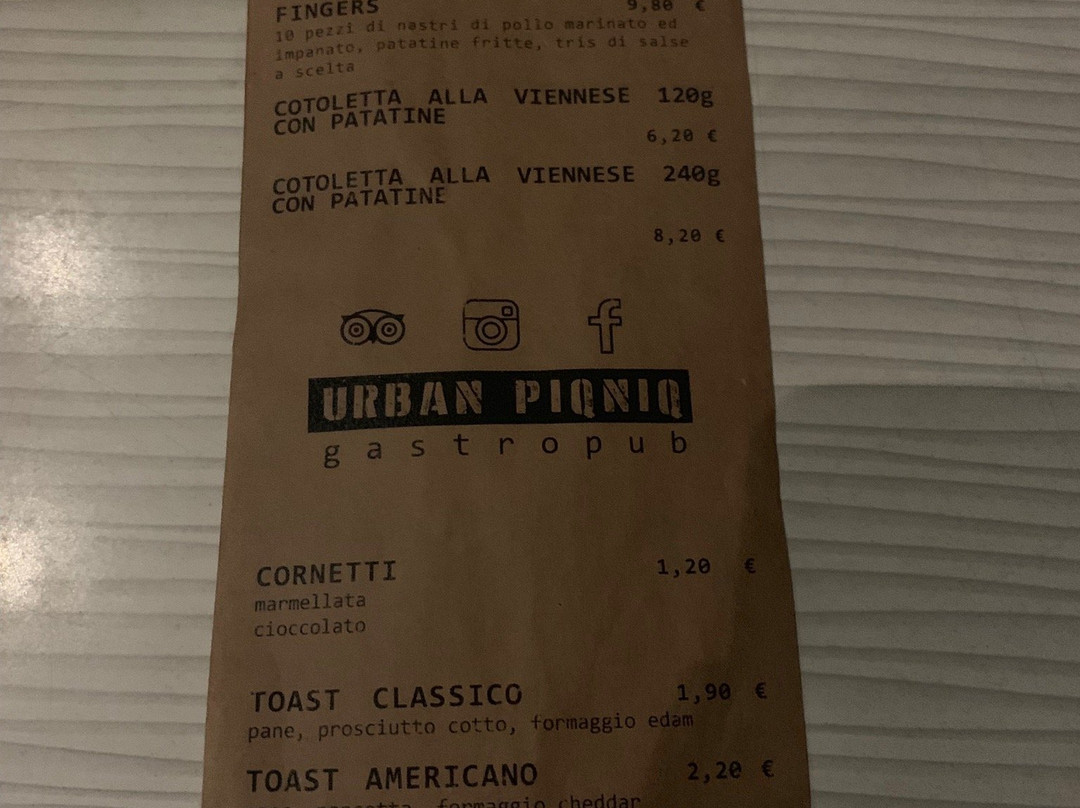 FINGERS 9,80 €
10 pezzi di nastri di pollo marinato ed
impanato, patatine fritte, tris di salse
a scelta
COTOLETTA ALLA VIENNESE 120g
CON PATATINE
6,20 €
COTOLETTA ALLA VIENNESE 240g
CON PATATINE
8,20 €
URBAN PIQNIQ
gastropub
CORNETTI 1,20 €
marmellata
cioccolato
TOAST CLASSICO 1,90 €
pane, prosciutto cotto, formaggio edam
TOAST AMERICANO 2,20 €
formaggio cheddar